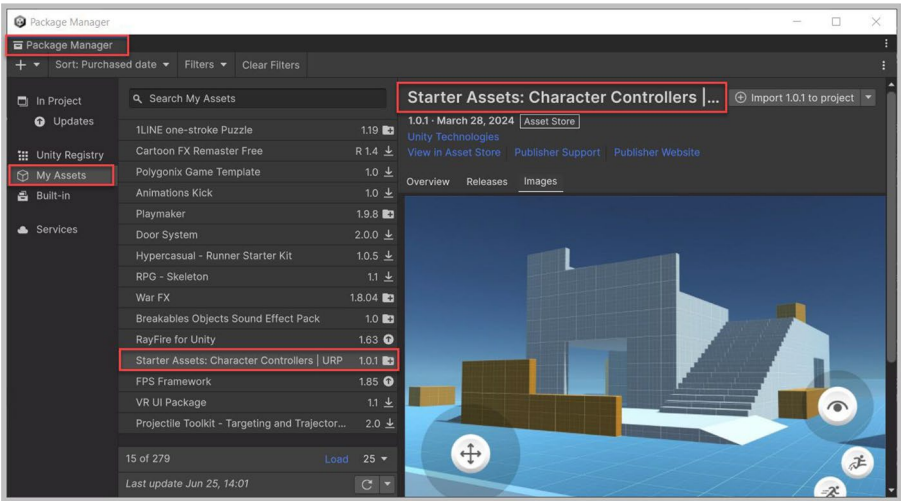 Package Manager
Package Manager
Sort: Purchased date
Filters
Clear Filters
In Project
Updates
Unity Registry
My Assets
Built-in
Services
Search My Assets
1LINE one-stroke Puzzle 1.19
Cartoon FX Remaster Free R 1.4
Polygonix Game Template 1.0
Animations Kick 1.0
Playmaker 1.9.8
Door System 2.0.0
Hypercasual - Runner Starter Kit 1.0.5
RPG - Skeleton 1.1
War FX 1.8.04
Breakables Objects Sound Effect Pack 1.0
RayFire for Unity 1.63
Starter Assets: Character Controllers | URP 1.0.1
FPS Framework 1.85
VR UI Package 1.1
Projectile Toolkit - Targeting and Trajector... 2.0
15 of 279 Load 25
Last update Jun 25, 14:01
Starter Assets: Character Controllers |... Import 1.0.1 to project
1.0.1 · March 28, 2024 Asset Store
Unity Technologies
View in Asset Store Publisher Support Publisher Website
Overview Releases Images